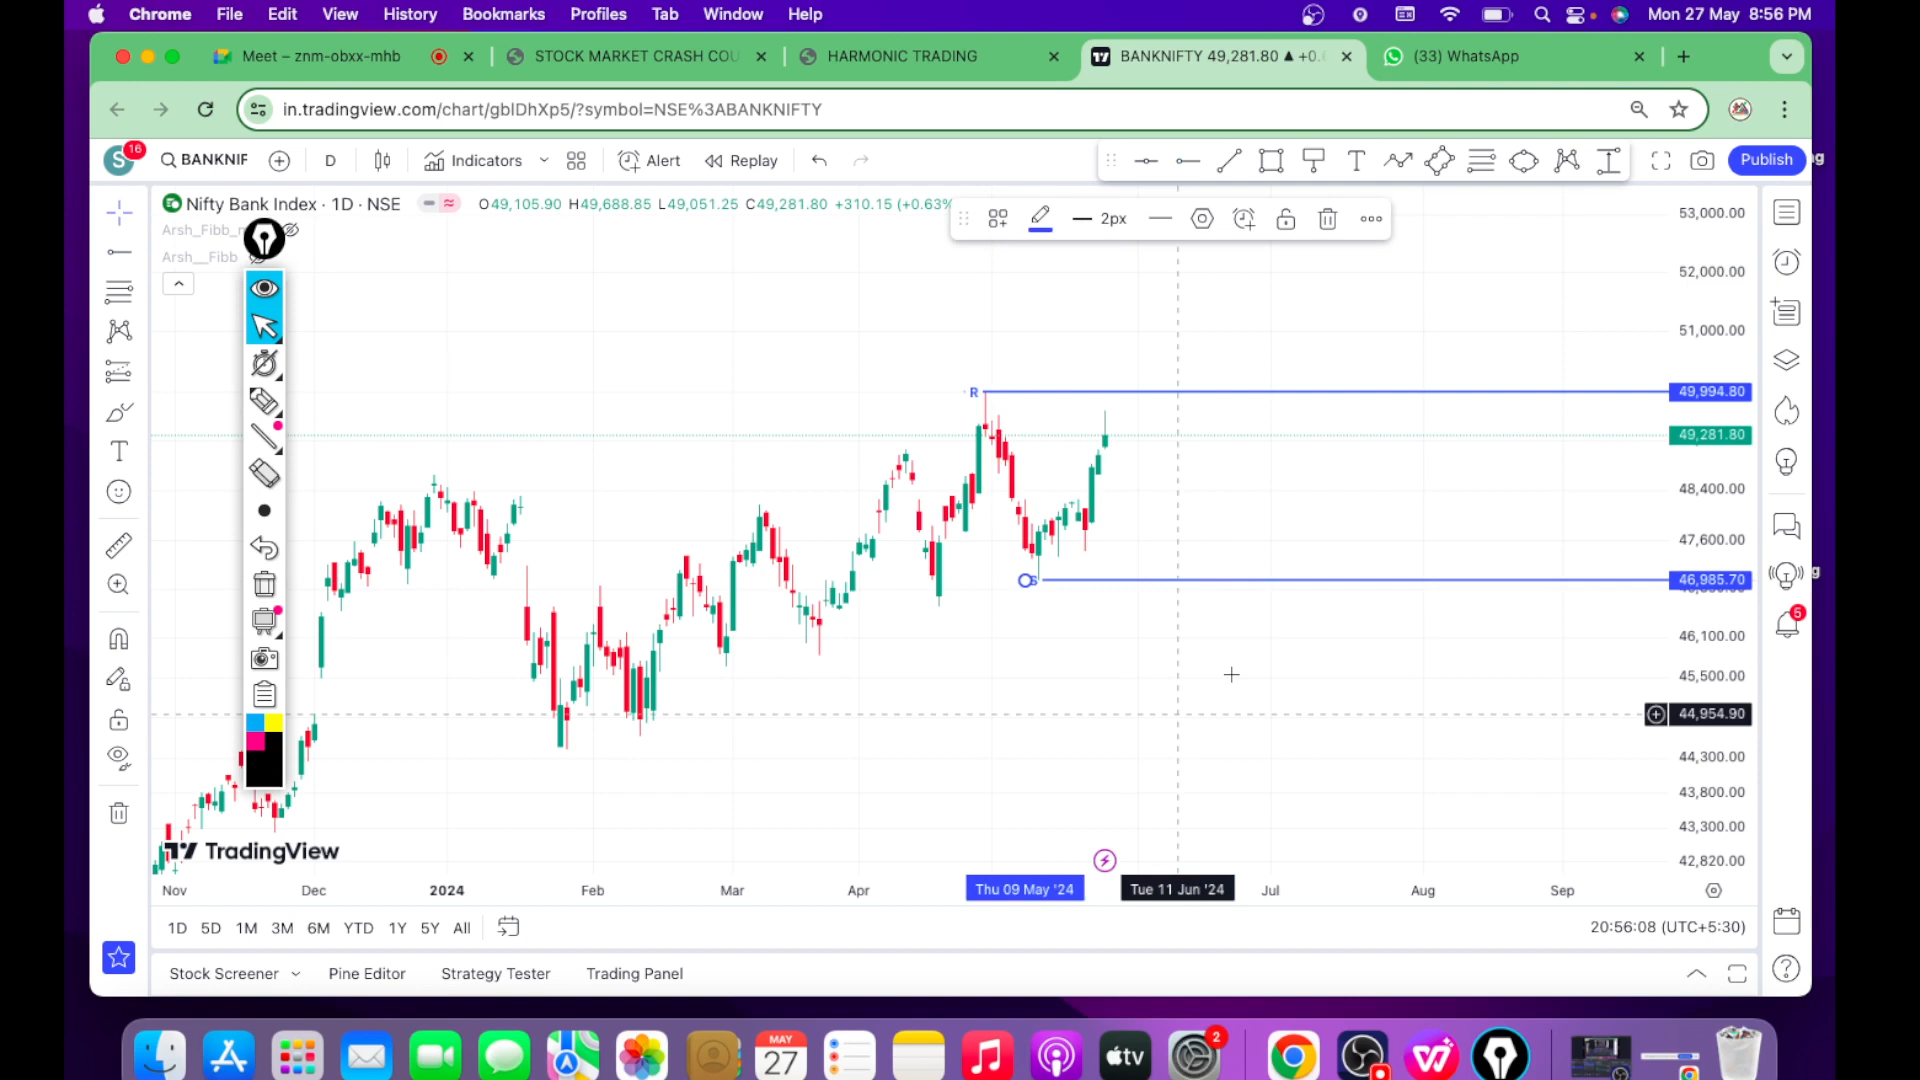 Chrome File Edit View History Bookmarks Profiles Tab Window Help Mon 27 May 8:56 PM
Meet – znm-obxx-mhb STOCK MARKET CRASH COU HARMONIC TRADING BANKNIFTY 49,281.80 ▲ +0. (33) WhatsApp
in.tradingview.com/chart/gblDhXp5/?symbol=NSE%3ABANKNIFTY
S 16 BANKNIF D Indicators Alert Replay Publish
Nifty Bank Index · 1D · NSE O49,105.90 H49,688.85 L49,051.25 C49,281.80 +310.15 (+0.63%
2px
Arsh_Fibb_
Arsh__Fibb
53,000.00
52,000.00
51,000.00
R 49,994.80
49,281.80
48,400.00
47,600.00
S 46,985.70
5
46,100.00
45,500.00
44,954.90
44,300.00
43,800.00
43,300.00
42,820.00
TradingView
Nov Dec 2024 Feb Mar Apr Thu 09 May '24 Tue 11 Jun '24 Jul Aug Sep
1D 5D 1M 3M 6M YTD 1Y 5Y All 20:56:08 (UTC+5:30)
Stock Screener Pine Editor Strategy Tester Trading Panel
MAY
27
tv
2